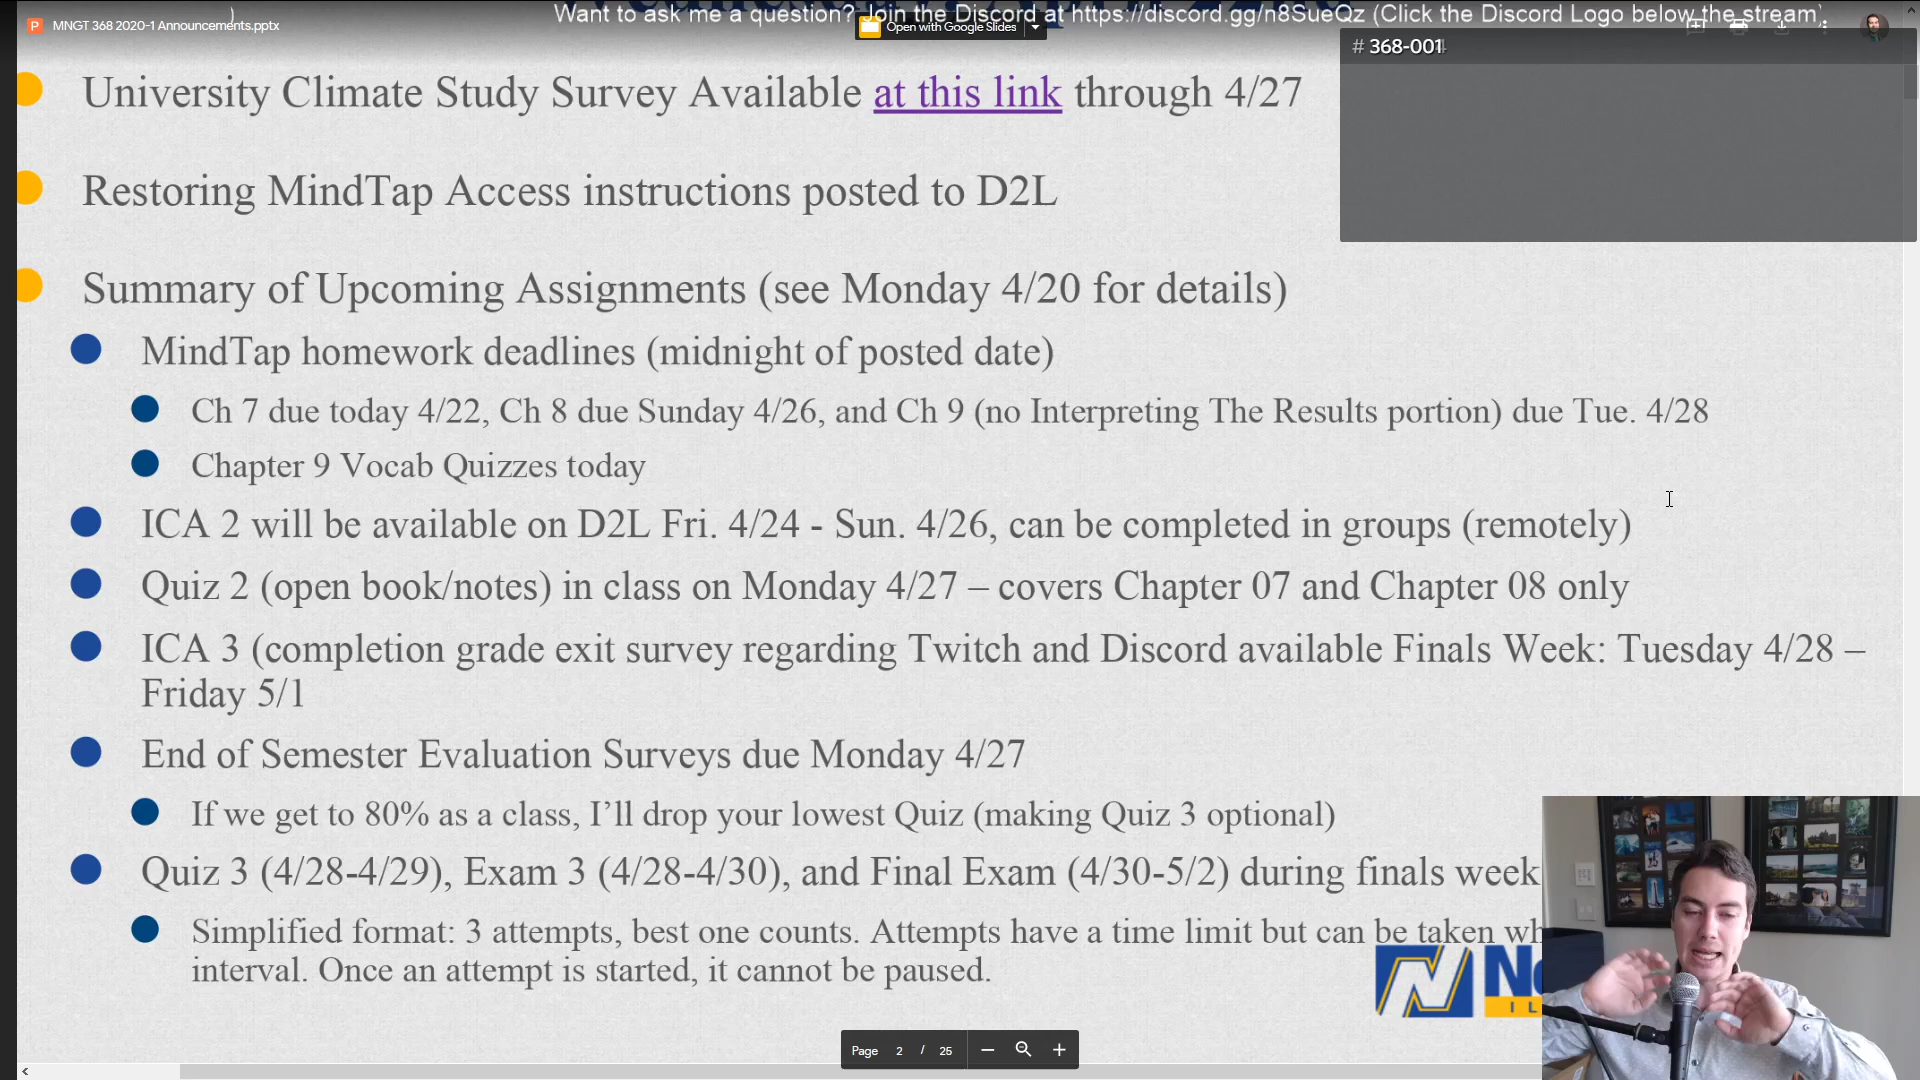 Want to ask me a question? Join the Discord at https://discord.gg/n8SueQz (Click the Discord Logo below the stream)
P MNGT 368 2020-1 Announcements.pptx
Open with Google Slides
# 368-001
University Climate Study Survey Available at this link through 4/27
Restoring MindTap Access instructions posted to D2L
Summary of Upcoming Assignments (see Monday 4/20 for details)
MindTap homework deadlines (midnight of posted date)
Ch 7 due today 4/22, Ch 8 due Sunday 4/26, and Ch 9 (no Interpreting The Results portion) due Tue. 4/28
Chapter 9 Vocab Quizzes today
ICA 2 will be available on D2L Fri. 4/24 - Sun. 4/26, can be completed in groups (remotely)
Quiz 2 (open book/notes) in class on Monday 4/27 – covers Chapter 07 and Chapter 08 only
ICA 3 (completion grade exit survey regarding Twitch and Discord available Finals Week: Tuesday 4/28 –
Friday 5/1
End of Semester Evaluation Surveys due Monday 4/27
If we get to 80% as a class, I'll drop your lowest Quiz (making Quiz 3 optional)
Quiz 3 (4/28-4/29), Exam 3 (4/28-4/30), and Final Exam (4/30-5/2) during finals week
Simplified format: 3 attempts, best one counts. Attempts have a time limit but can be taken wh
interval. Once an attempt is started, it cannot be paused.
Page 2 / 25